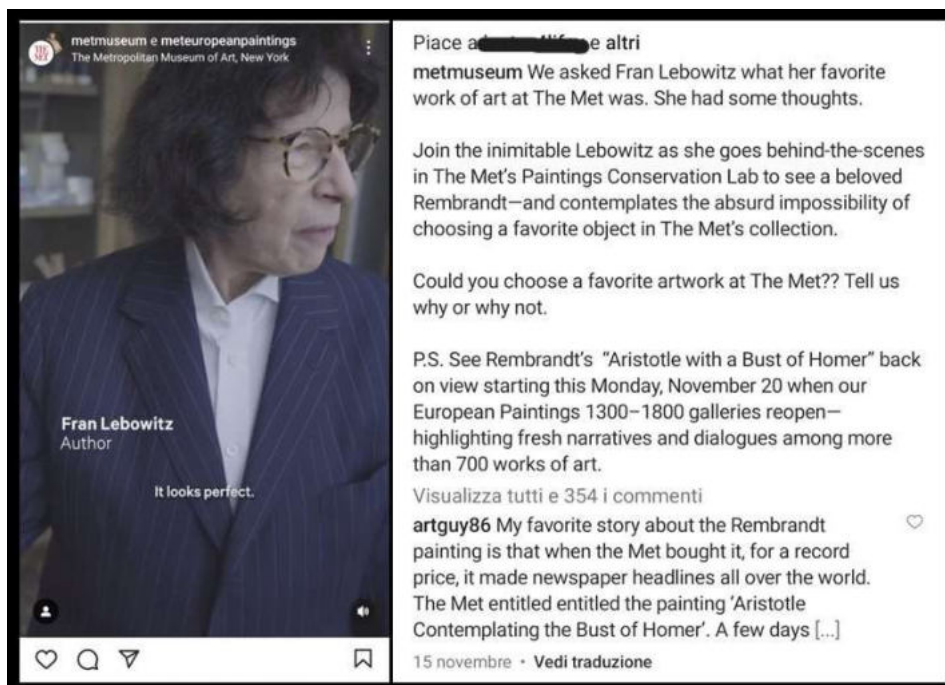 metmuseum e meteuropeanpaintings
The Metropolitan Museum of Art, New York
THE MET
Fran Lebowitz
Author
It looks perfect.
Piace a e altri
metmuseum We asked Fran Lebowitz what her favorite
work of art at The Met was. She had some thoughts.
Join the inimitable Lebowitz as she goes behind-the-scenes
in The Met's Paintings Conservation Lab to see a beloved
Rembrandt—and contemplates the absurd impossibility of
choosing a favorite object in The Met's collection.
Could you choose a favorite artwork at The Met?? Tell us
why or why not.
P.S. See Rembrandt's “Aristotle with a Bust of Homer” back
on view starting this Monday, November 20 when our
European Paintings 1300–1800 galleries reopen—
highlighting fresh narratives and dialogues among more
than 700 works of art.
Visualizza tutti e 354 i commenti
artguy86 My favorite story about the Rembrandt
painting is that when the Met bought it, for a record
price, it made newspaper headlines all over the world.
The Met entitled entitled the painting ‘Aristotle
Contemplating the Bust of Homer’. A few days [...]
15 novembre • Vedi traduzione